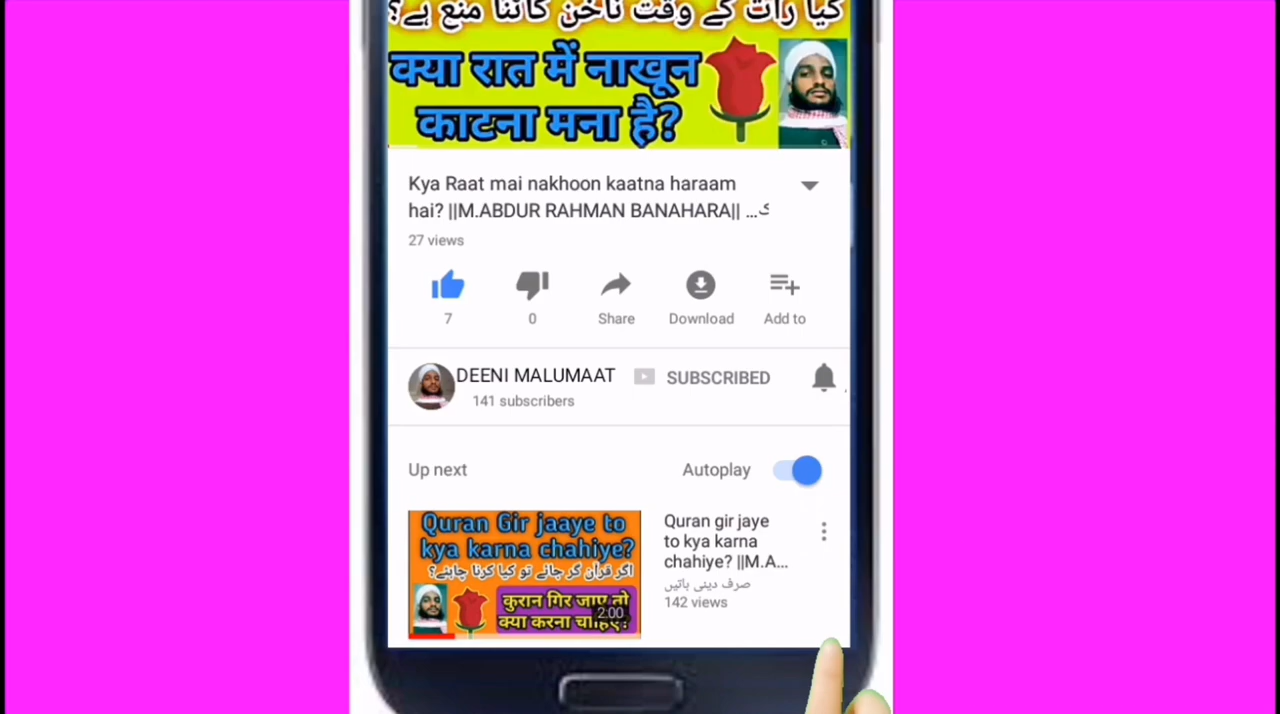 کیا رات کے وقت ناخن کاٹنا منع ہے؟
क्या रात में नाखून
काटना मना है?
Kya Raat mai nakhoon kaatna haraam
hai? ||M.ABDUR RAHMAN BANAHARA|| ...ک
27 views
7
0
Share
Download
Add to
DEENI MALUMAAT
SUBSCRIBED
141 subscribers
Up next
Autoplay
Quran Gir jaaye to
kya karna chahiye?
اگر قرآن گر جائے تو کیا کرنا چاہئے؟
कुरान गिर जाए तो
क्या करना चाहिए?
2:00
Quran gir jaye
to kya karna
chahiye? ||M.A...
صرف دینی باتیں
142 views